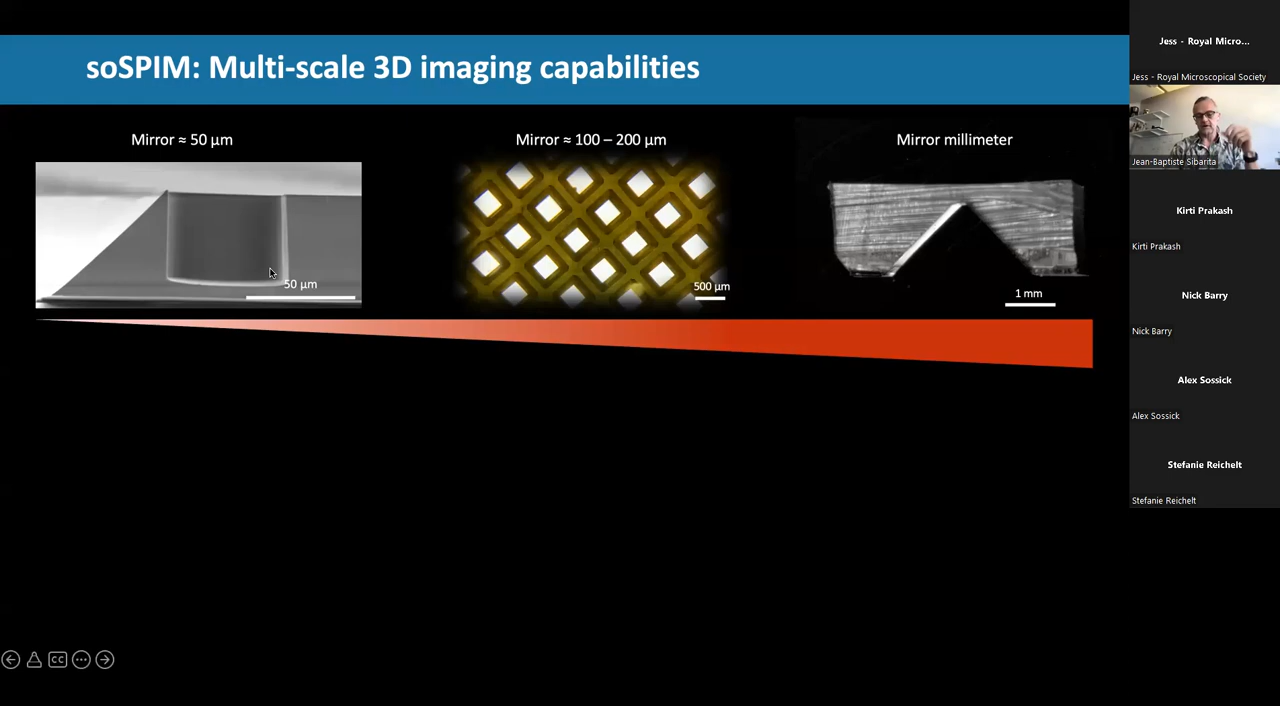 soSPIM: Multi-scale 3D imaging capabilities
Mirror ≈ 50 µm
Mirror ≈ 100 – 200 µm
Mirror millimeter
50 µm
500 µm
1 mm
CC
Jess - Royal Micro...
Jess - Royal Microscopical Society
Jean-Baptiste Sibarita
Kirti Prakash
Kirti Prakash
Nick Barry
Nick Barry
Alex Sossick
Alex Sossick
Stefanie Reichelt
Stefanie Reichelt